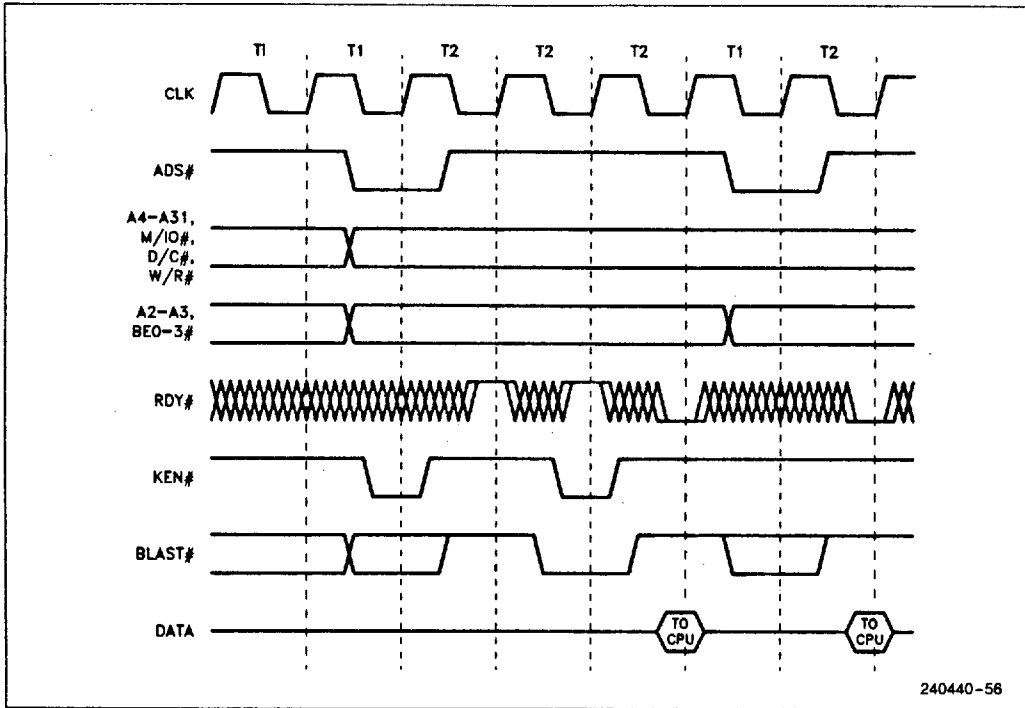 T1 T1 T2 T2 T2 T1 T2
CLK
ADS#
A4-A31,
M/IO#,
D/C#,
W/R#
A2-A3,
BE0-3#
RDY#
KEN#
BLAST#
DATA
TO
CPU
TO
CPU
240440-56